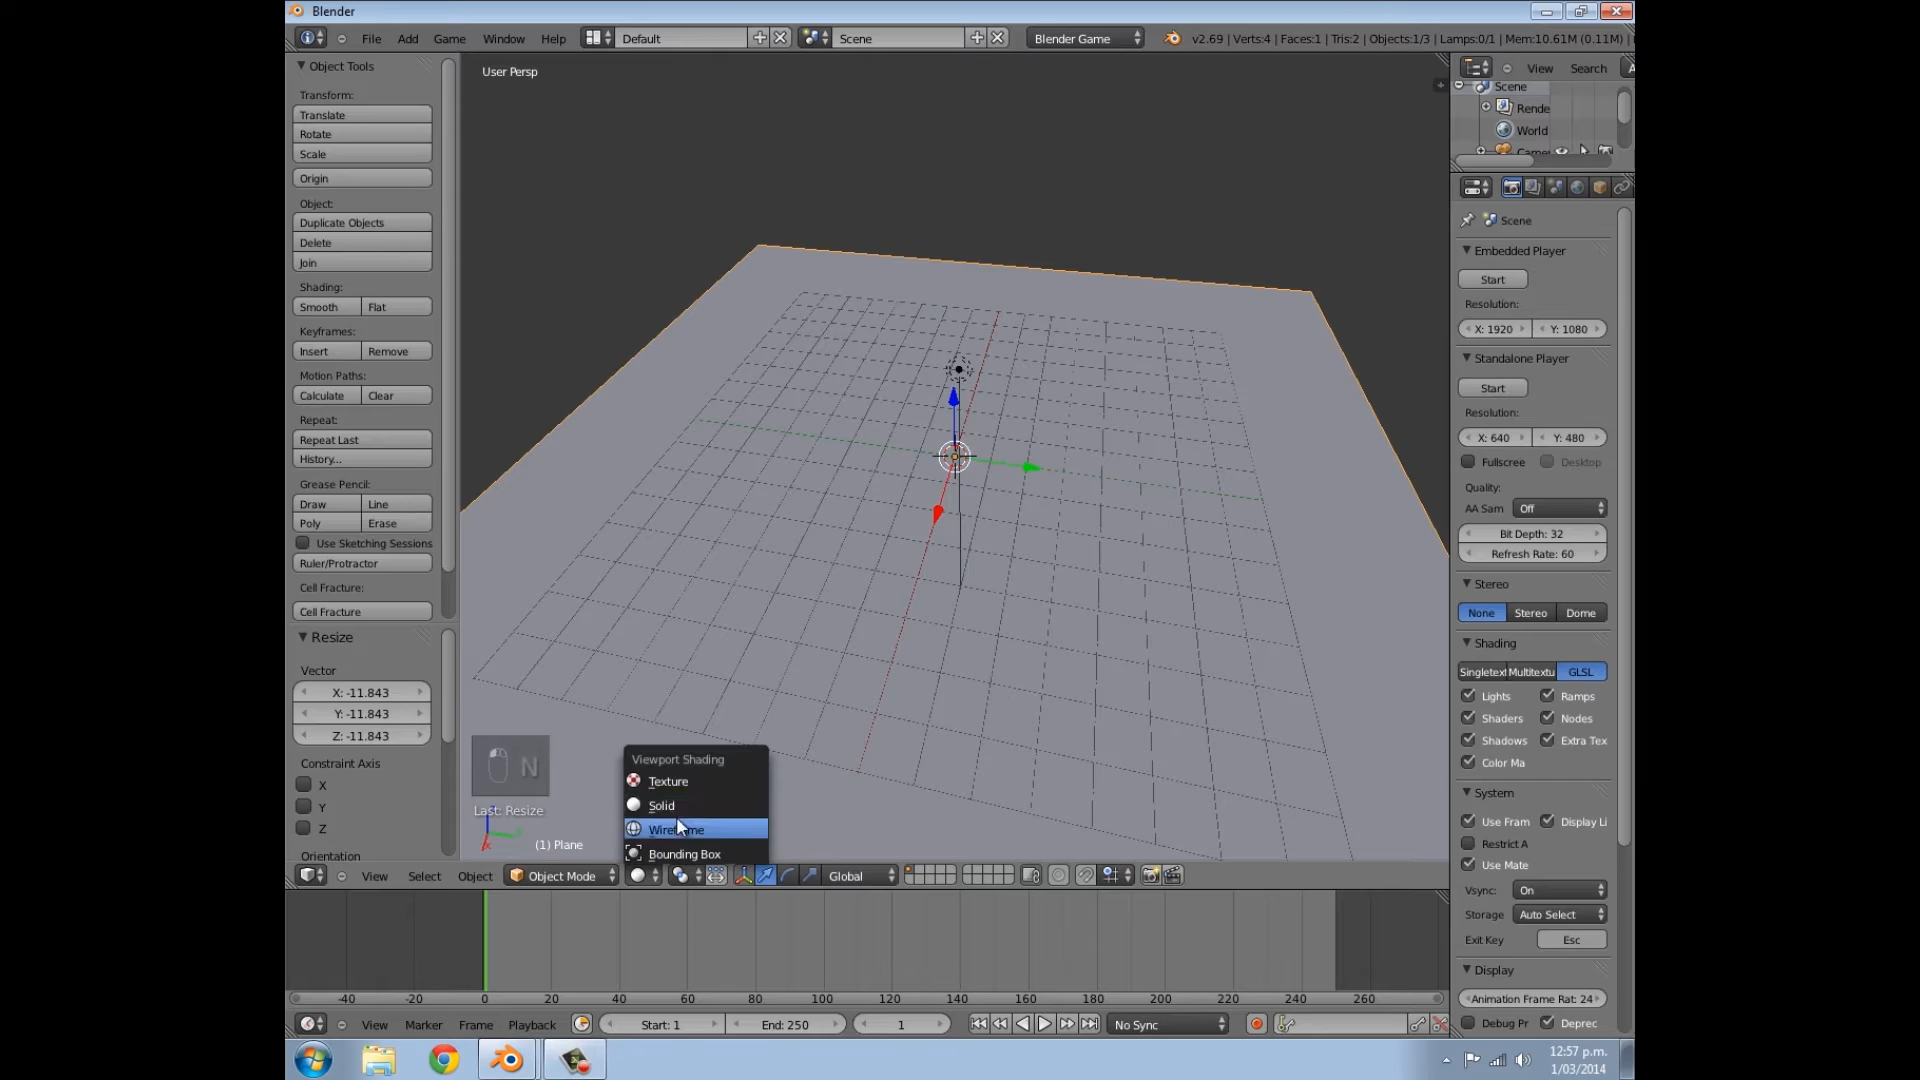 Blender
File Add Game Window Help Default Scene Blender Game v2.69 | Verts:4 | Faces:1 | Tris:2 | Objects:1/3 | Lamps:0/1 | Mem:10.61M (0.11M) |
Object Tools
Transform:
Translate
Rotate
Scale
Origin
Object:
Duplicate Objects
Delete
Join
Shading:
Smooth Flat
Keyframes:
Insert Remove
Motion Paths:
Calculate Clear
Repeat:
Repeat Last
History...
Grease Pencil:
Draw Line
Poly Erase
Use Sketching Sessions
Ruler/Protractor
Cell Fracture:
Cell Fracture
Resize
Vector
X: -11.843
Y: -11.843
Z: -11.843
Constraint Axis
X
Y
Z
Orientation
User Persp
N
Last: Resize
(1) Plane
Viewport Shading
Texture
Solid
Wireframe
Bounding Box
View Select Object Object Mode Global
-40 -20 0 20 40 60 80 100 120 140 160 180 200 220 240 260
View Marker Frame Playback Start: 1 End: 250 1 No Sync
View Search
Scene
Rende
World
Came
Scene
Embedded Player
Start
Resolution:
X: 1920 Y: 1080
Standalone Player
Start
Resolution:
X: 640 Y: 480
Fullscree Desktop
Quality:
AA Sam Off
Bit Depth: 32
Refresh Rate: 60
Stereo
None Stereo Dome
Shading
Singletext Multitextu GLSL
Lights Ramps
Shaders Nodes
Shadows Extra Tex
Color Ma
System
Use Fram Display Li
Restrict A
Use Mate
Vsync: On
Storage Auto Select
Exit Key Esc
Display
Animation Frame Rat: 24
Debug Pr Deprec
12:57 p.m.
1/03/2014